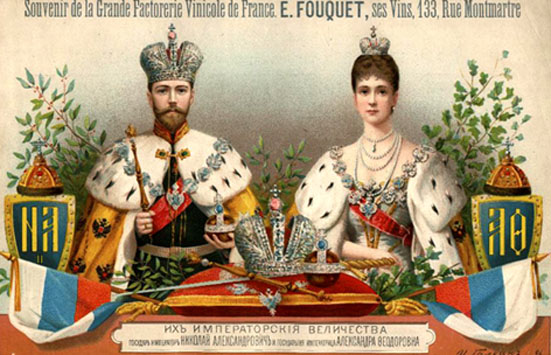 Souvenir de la Grande Factorerie Vinicole de France. E. FOUQUET, ses Vins, 133, Rue Montmartre
НА
II
АѲ
ИХЪ ИМПЕРАТОРСКІЯ ВЕЛИЧЕСТВА
ГОСУДАРЬ ИМПЕРАТОРЪ НИКОЛАЙ АЛЕКСАНДРОВИЧЪ И ГОСУДАРЫНЯ ИМПЕРАТРИЦА АЛЕКСАНДРА ѲЕОДОРОВНА